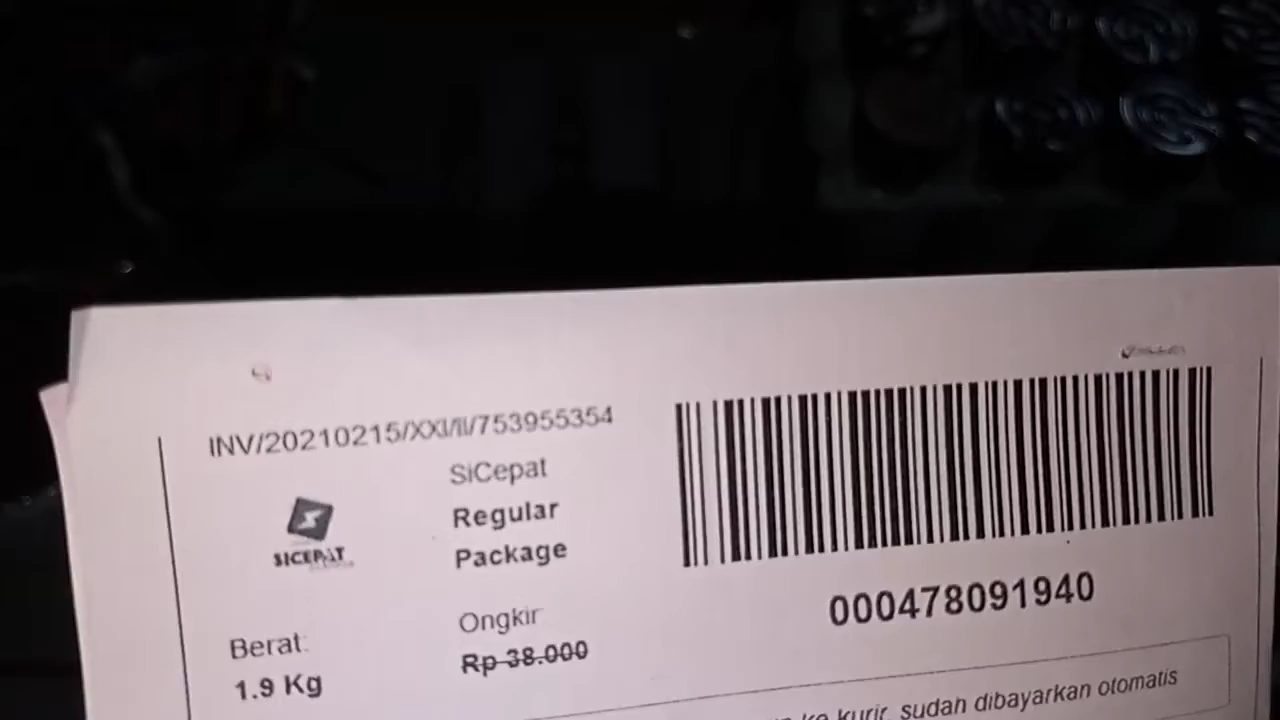 INV/20210215/XXI/II/753955354
SiCepat
Regular
Package
SICEPAT
Ongkir
Rp 38.000
Berat:
1.9 Kg
000478091940
ke kurir, sudah dibayarkan otomatis